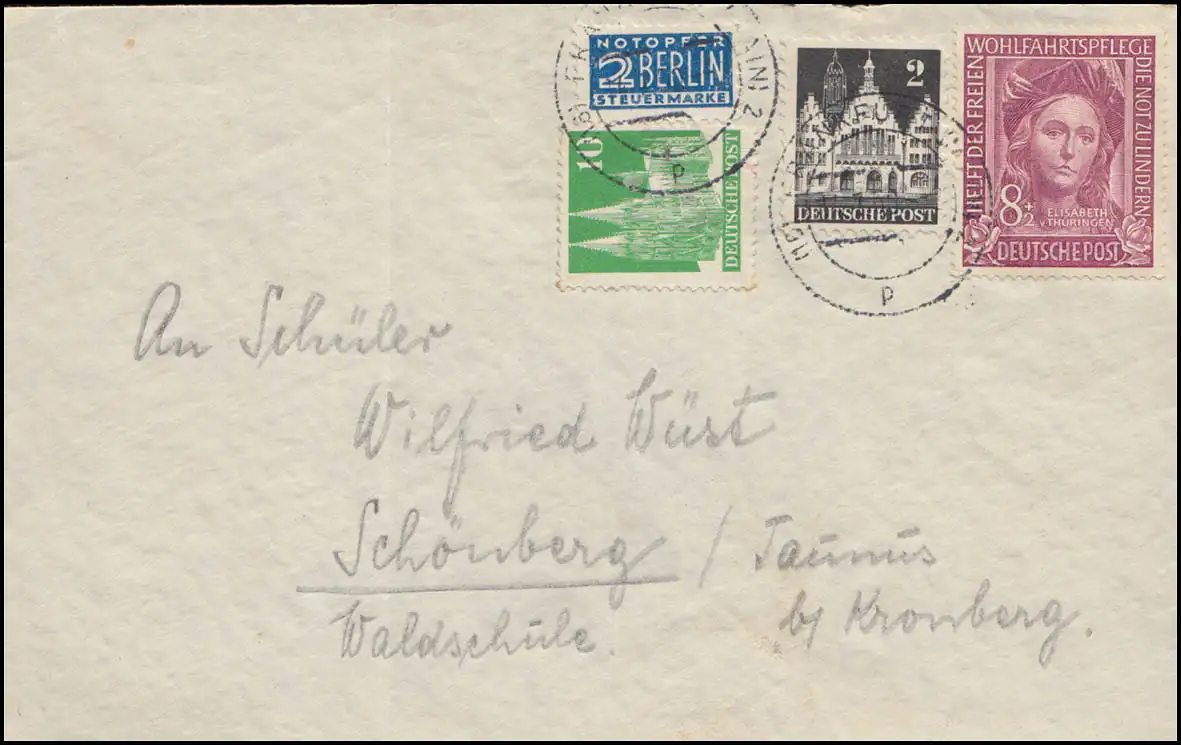 NOTOPFER
2 BERLIN
STEUERMARKE
10
DEUTSCHE POST
2
DEUTSCHE POST
WOHLFAHRTSPFLEGE
HELFT DER FREIEN
DIE NOT ZU LINDERN
8+2
ELISABETH
V. THÜRINGEN
DEUTSCHE POST
2
p
p
An Schüler
Wilfried Wüst
Schönberg / Taunus
Waldschule. b/ Kronberg.